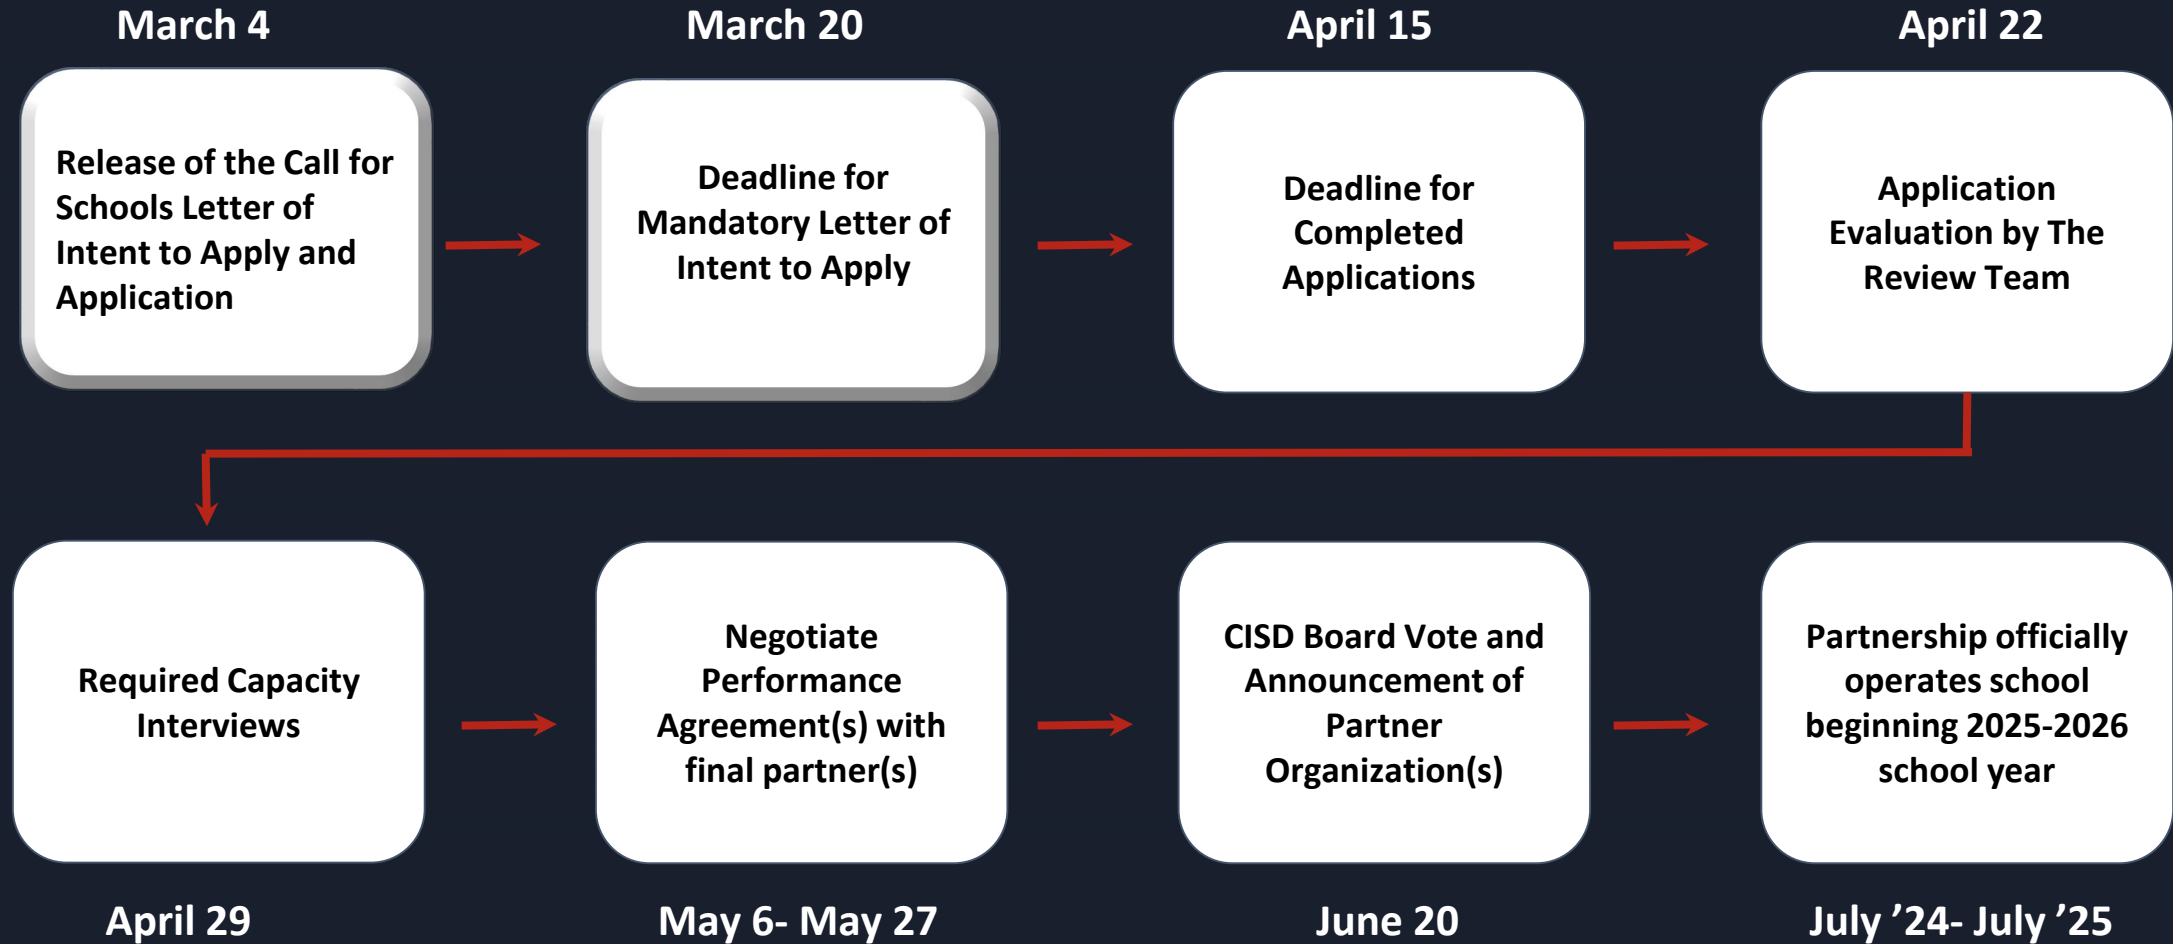 March 4
Release of the Call for
Schools Letter of
Intent to Apply and
Application
March 20
Deadline for
Mandatory Letter of
Intent to Apply
April 15
Deadline for
Completed
Applications
April 22
Application
Evaluation by The
Review Team
Required Capacity
Interviews
April 29
Negotiate
Performance
Agreement(s) with
final partner(s)
May 6- May 27
CISD Board Vote and
Announcement of
Partner
Organization(s)
June 20
Partnership officially
operates school
beginning 2025-2026
school year
July ’24- July ’25